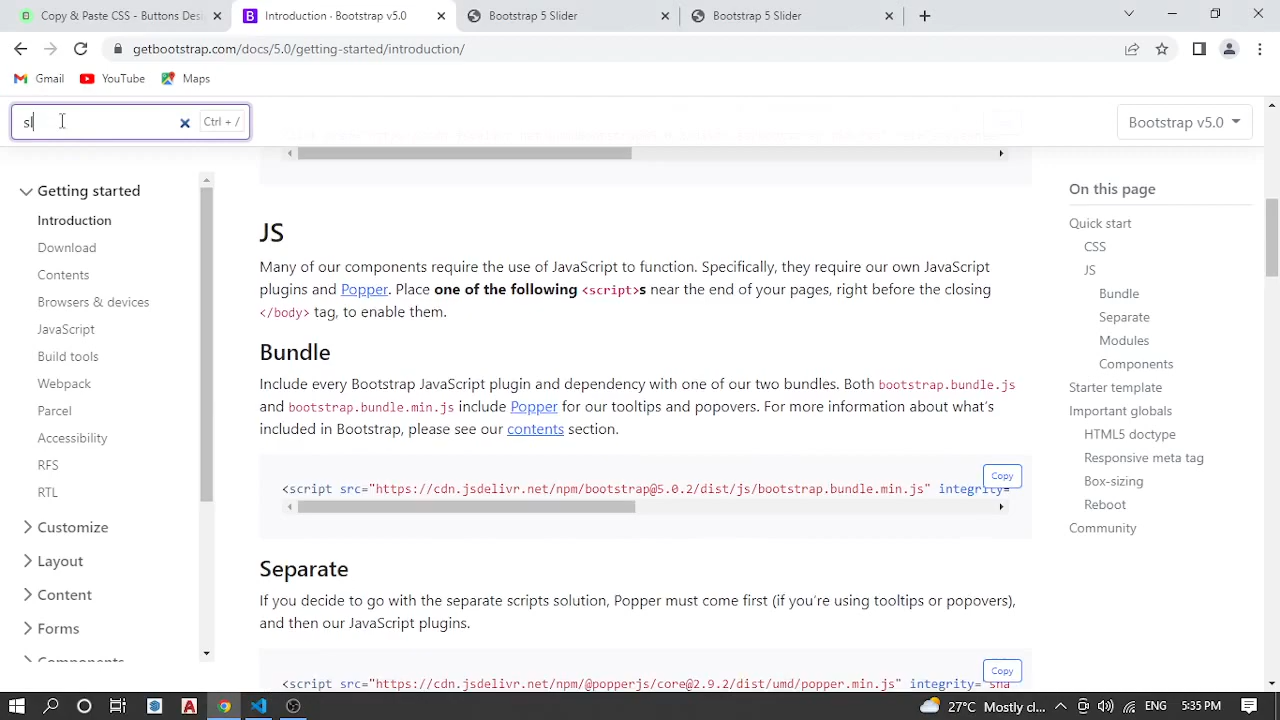 Copy & Paste CSS - Buttons Desi
Introduction · Bootstrap v5.0
Bootstrap 5 Slider
Bootstrap 5 Slider
getbootstrap.com/docs/5.0/getting-started/introduction/
Gmail
YouTube
Maps
sl
Ctrl + /
Bootstrap v5.0
Getting started
Introduction
Download
Contents
Browsers & devices
JavaScript
Build tools
Webpack
Parcel
Accessibility
RFS
RTL
Customize
Layout
Content
Forms
Components
JS
Many of our components require the use of JavaScript to function. Specifically, they require our own JavaScript
plugins and Popper. Place one of the following <script>s near the end of your pages, right before the closing
</body> tag, to enable them.
Bundle
Include every Bootstrap JavaScript plugin and dependency with one of our two bundles. Both bootstrap.bundle.js
and bootstrap.bundle.min.js include Popper for our tooltips and popovers. For more information about what's
included in Bootstrap, please see our contents section.
Copy
<script src="https://cdn.jsdelivr.net/npm/bootstrap@5.0.2/dist/js/bootstrap.bundle.min.js" integrity=
Separate
If you decide to go with the separate scripts solution, Popper must come first (if you're using tooltips or popovers),
and then our JavaScript plugins.
Copy
<script src="https://cdn.jsdelivr.net/npm/@popperjs/core@2.9.2/dist/umd/popper.min.js" integrity="sha
On this page
Quick start
CSS
JS
Bundle
Separate
Modules
Components
Starter template
Important globals
HTML5 doctype
Responsive meta tag
Box-sizing
Reboot
Community
27°C Mostly cl...
ENG
5:35 PM